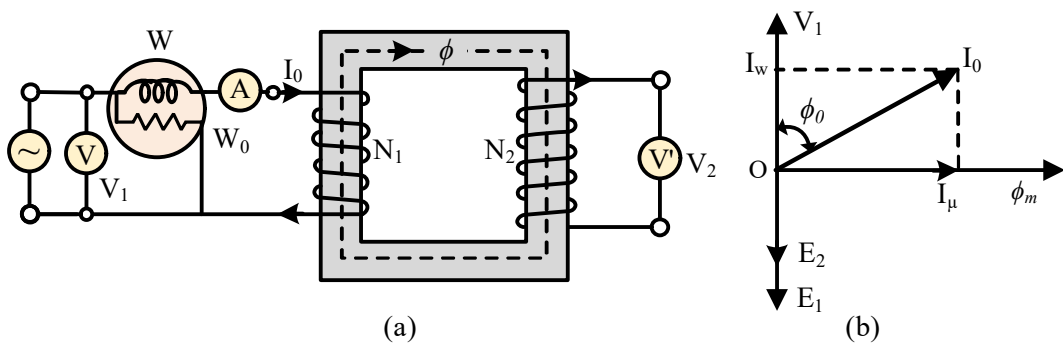 W
I₀
ϕ
A
W₀
~
V
V₁
N₁
N₂
V'
V₂
(a)
V₁
I_w
I₀
ϕ₀
O
I_μ
ϕ_m
E₂
E₁
(b)